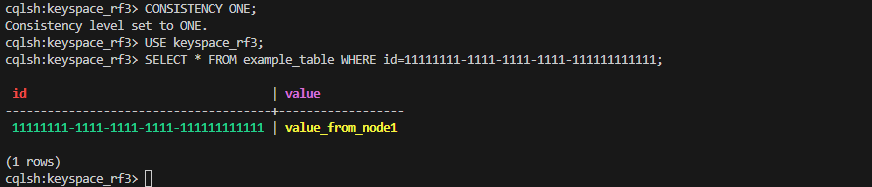 cqlsh:keyspace_rf3> CONSISTENCY ONE;
Consistency level set to ONE.
cqlsh:keyspace_rf3> USE keyspace_rf3;
cqlsh:keyspace_rf3> SELECT * FROM example_table WHERE id=11111111-1111-1111-1111-111111111111;
id | value
--------------------------------------+-----------------
11111111-1111-1111-1111-111111111111 | value_from_node1
(1 rows)
cqlsh:keyspace_rf3>